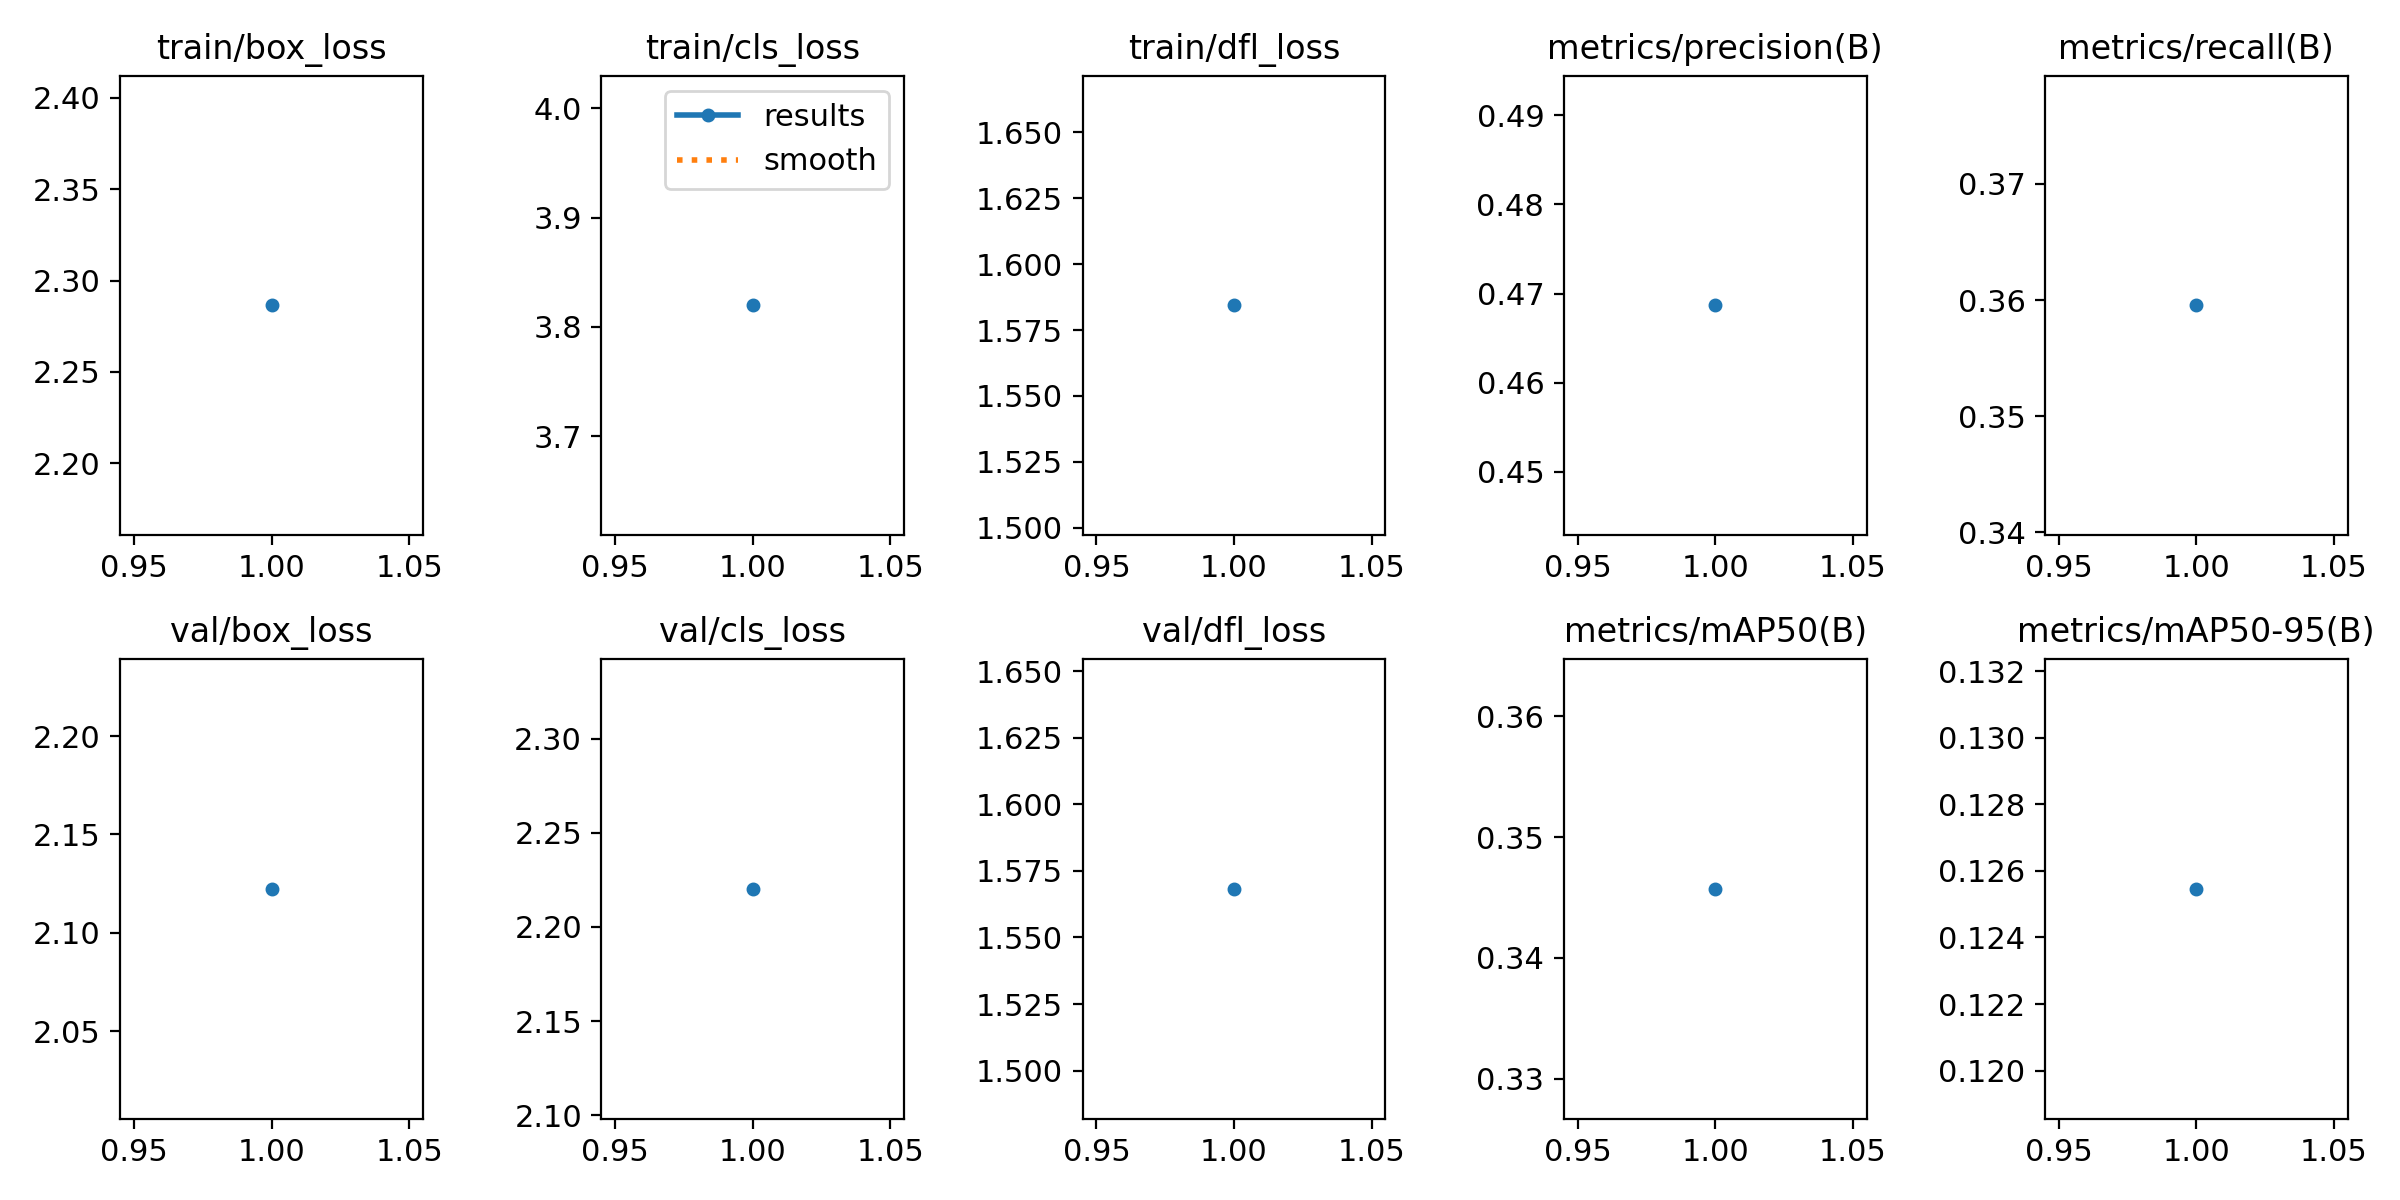 train/box_loss
2.40
2.35
2.30
2.25
2.20
0.95 1.00 1.05
train/cls_loss
results
smooth
4.0
3.9
3.8
3.7
0.95 1.00 1.05
train/dfl_loss
1.650
1.625
1.600
1.575
1.550
1.525
1.500
0.95 1.00 1.05
metrics/precision(B)
0.49
0.48
0.47
0.46
0.45
0.95 1.00 1.05
metrics/recall(B)
0.37
0.36
0.35
0.34
0.95 1.00 1.05
val/box_loss
2.20
2.15
2.10
2.05
0.95 1.00 1.05
val/cls_loss
2.30
2.25
2.20
2.15
2.10
0.95 1.00 1.05
val/dfl_loss
1.650
1.625
1.600
1.575
1.550
1.525
1.500
0.95 1.00 1.05
metrics/mAP50(B)
0.36
0.35
0.34
0.33
0.95 1.00 1.05
metrics/mAP50-95(B)
0.132
0.130
0.128
0.126
0.124
0.122
0.120
0.95 1.00 1.05